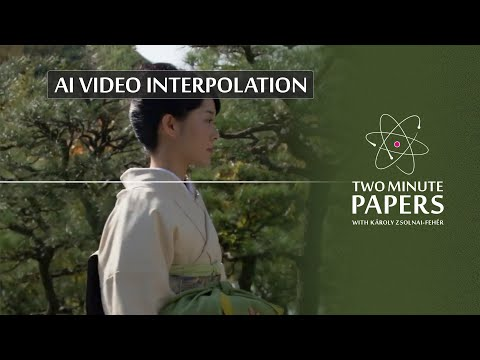 AI VIDEO INTERPOLATION
TWO MINUTE
PAPERS
WITH KÁROLY ZSOLNAI-FEHÉR